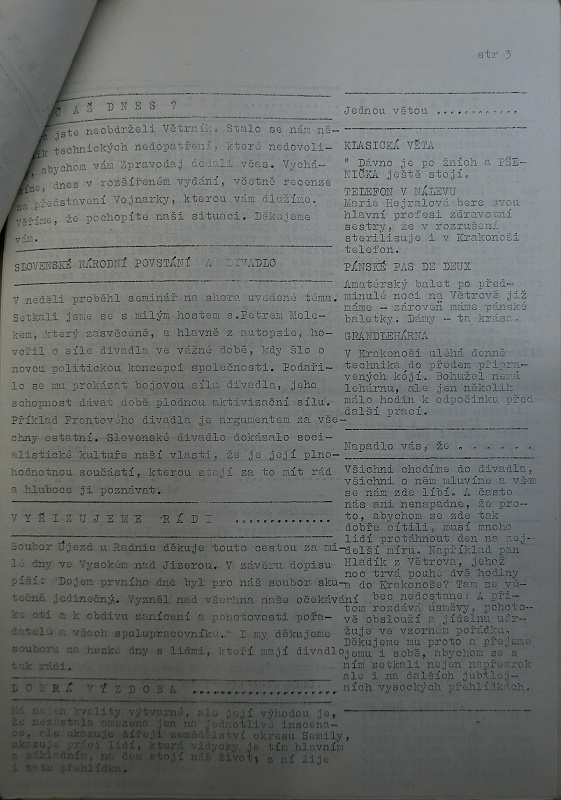 str 3
Č AŽ DNES ?
jste neobdrželi Větrník. Stalo se nám ně-
ik technických nedopatření, která nedovoli-
, abychom vám Zpravodaj dodali včas. Vychá-
dnes v rozšířeném vydání, včetně recenze
na představení Vojnarky, kterou vám dlužíme.
Věříme, že pochopíte naši situaci. Děkujeme
vám.
SLOVENSKÉ NÁRODNÍ POVSTÁNÍ A DIVADLO
V neděli proběhl seminář na shora uvedené téma.
Setkali jsme se s milým hostem s.Petrem
který zasvěceně, a hlavně z autopsie, ho-
vořil o síle divadla ve vážné době, kdy šlo o
novou politickou koncepci společnosti. Podaři-
lo se mu prokázat bojovou sílu divadla, jeho
schopnost dávat době plodnou aktivizační sílu.
Příklad Frontového divadla je argumentem za vše-
chny ostatní. Slovenské divadlo dokázalo soci-
alistické kultuře naší vlasti, že je její plno-
hodnotnou součástí, kterou stojí za to mít rád
a hluboce ji poznávat.
VYŘIZUJEME RÁDI ..............
Soubor Újezd u Radnic děkuje touto cestou za mi-
lé dny ve Vysokém nad Jizerou. V závěru dopisu
píší: "Dojem prvního dne byl pro náš soubor sku-
tečně jedinečný. Vyzněl nad všechna naše očekávání
ke cti a k obdivu zanícení a pohotovosti pořa-
datelů a všech spolupracovníků." I my děkujeme
souboru za hezké dny s lidmi, kteří mají divadlo
tak rádi.
DOBRÁ VÝZDOBA ....................
Má nejen kvality výtvarné, ale její výhodou je,
že nezůstala omezena jen na jednotlivé inscena-
ce, ale ukazuje šířeji zemědělství okresu Semily,
ukazuje práci lidí, která vždycky je tím hlavním
a základním, na čem stojí náš život, z ní žije
i tato přehlídka.
Jednou větou ............
KLASICKÁ VĚTA
" Dávno je po žních a PŠE-
NIČKA ještě stojí.
TELEFON V NÁLEVU
Marie Hejralová bere svou
hlavní profesi zdravotní
sestry, že v rozrušení
sterilisuje i v Krakonoši
telefon.
PÁNSKÉ PAS DE DEUX
Amatérský balet po před-
minulé noci na Větrově již
máme - zároveň máme pánské
baletky. Dámy - ta krása.
GRANDLEHÁRNA
V Krakonoši uléhá denně
technika do předem připra-
vených kójí. Bohužel nemá
lehárnu, ale jen několik
málo hodin k odpočinku před
další prací.
Napadlo vás, že . . . . . .
Všichni chodíme do divadla,
všichni o něm mluvíme a všem
se nám zde líbí. A často
nás ani nenapadne, že pro-
to, abychom se zde tak
dobře cítili, musí mnoho
lidí protáhnout den na nej-
delší míru. Například pan
Hladík z Větrova, jehož
noc trvá pouhé dvě hodiny
a do Krakonoše? Tam se vů-
bec nedostane. A při-
tom rozdává úsměvy, pohoto-
vě obslouží a jídelnu udr-
žuje ve vzorném pořádku.
Děkujeme mu proto a přejeme
jemu i sobě, abychom se s
ním setkali nejen napřesrok
ale i na dalších jubilej-
ních vysockých přehlídkách.